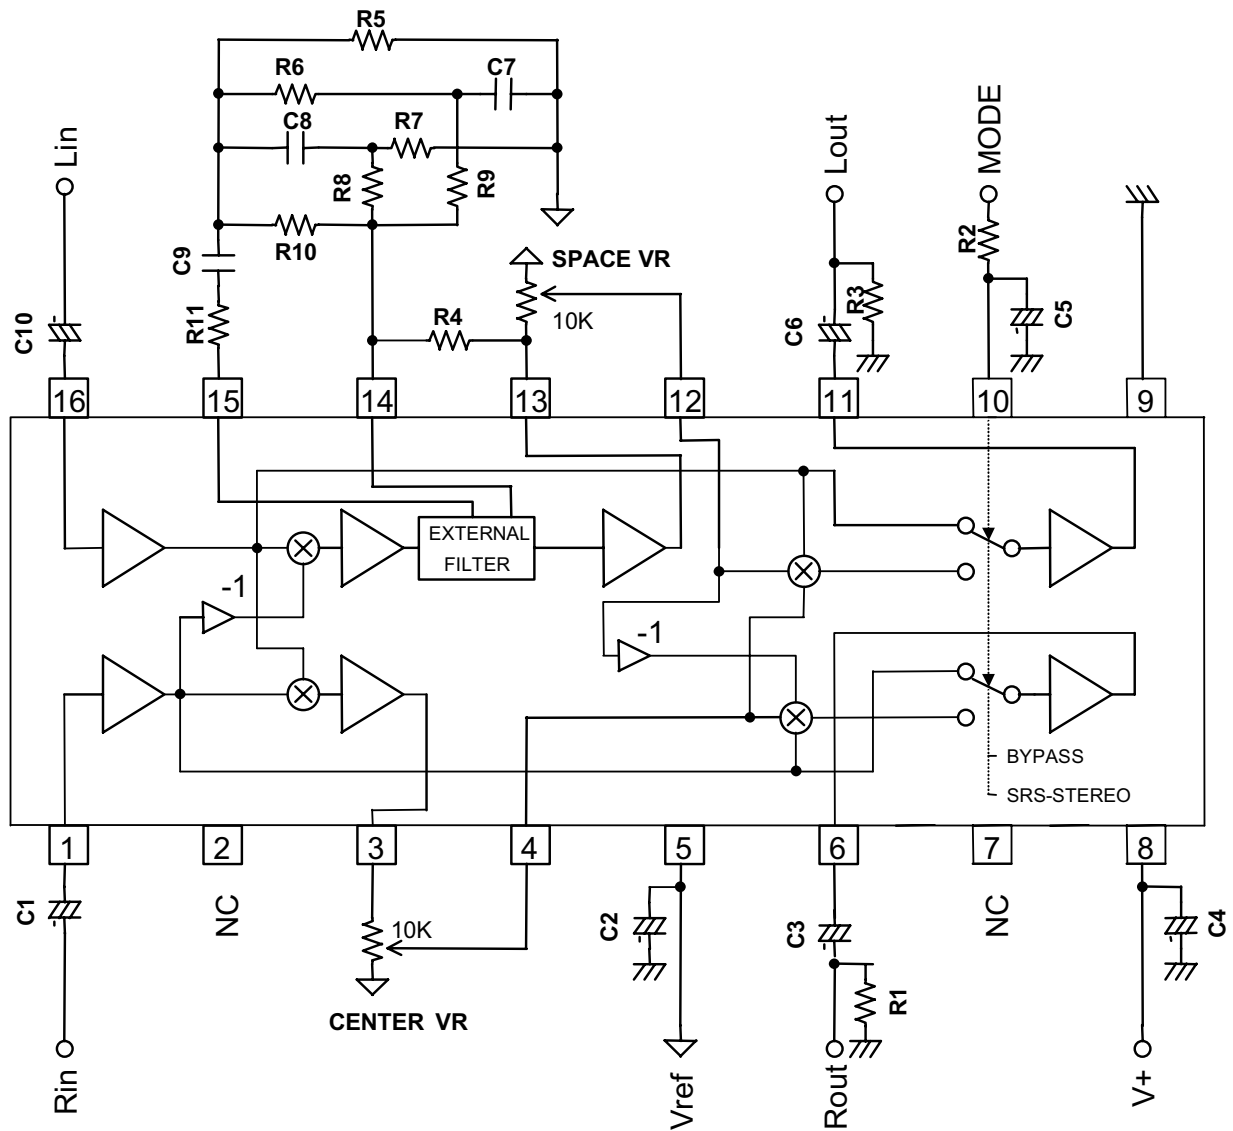 R5
R6
C7
C8
R7
R8
R9
R10
Lin
C9
SPACE VR
10K
R11
R4
C10
Lout
MODE
R2
R3
C6
C5
16
15
14
13
12
11
10
9
EXTERNAL
FILTER
-1
-1
BYPASS
SRS-STEREO
1
2
3
4
5
6
7
8
C1
NC
10K
CENTER VR
C2
C3
NC
C4
R1
Rin
Vref
Rout
V+